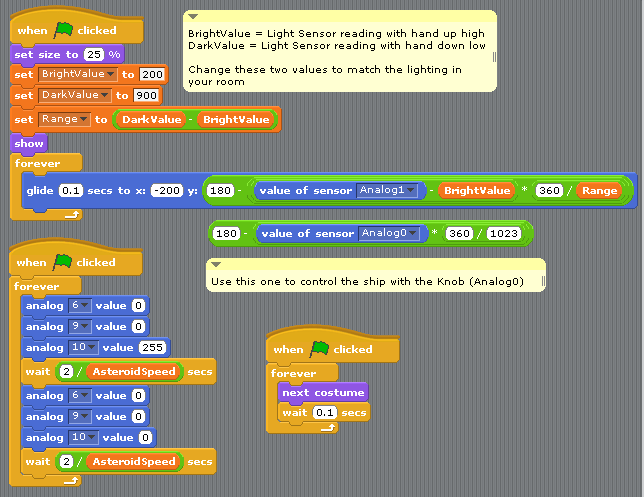 when clicked
set size to 25 %
set BrightValue to 200
set DarkValue to 900
set Range to DarkValue - BrightValue
show
forever
glide 0.1 secs to x: -200 y: 180 - value of sensor Analog1 - BrightValue * 360 / Range
BrightValue = Light Sensor reading with hand up high
DarkValue = Light Sensor reading with hand down low
Change these two values to match the lighting in
your room
180 - value of sensor Analog0 * 360 / 1023
Use this one to control the ship with the Knob (Analog0)
when clicked
forever
analog 6 value 0
analog 9 value 0
analog 10 value 255
wait 2 / AsteroidSpeed secs
analog 6 value 0
analog 9 value 0
analog 10 value 0
wait 2 / AsteroidSpeed secs
when clicked
forever
next costume
wait 0.1 secs